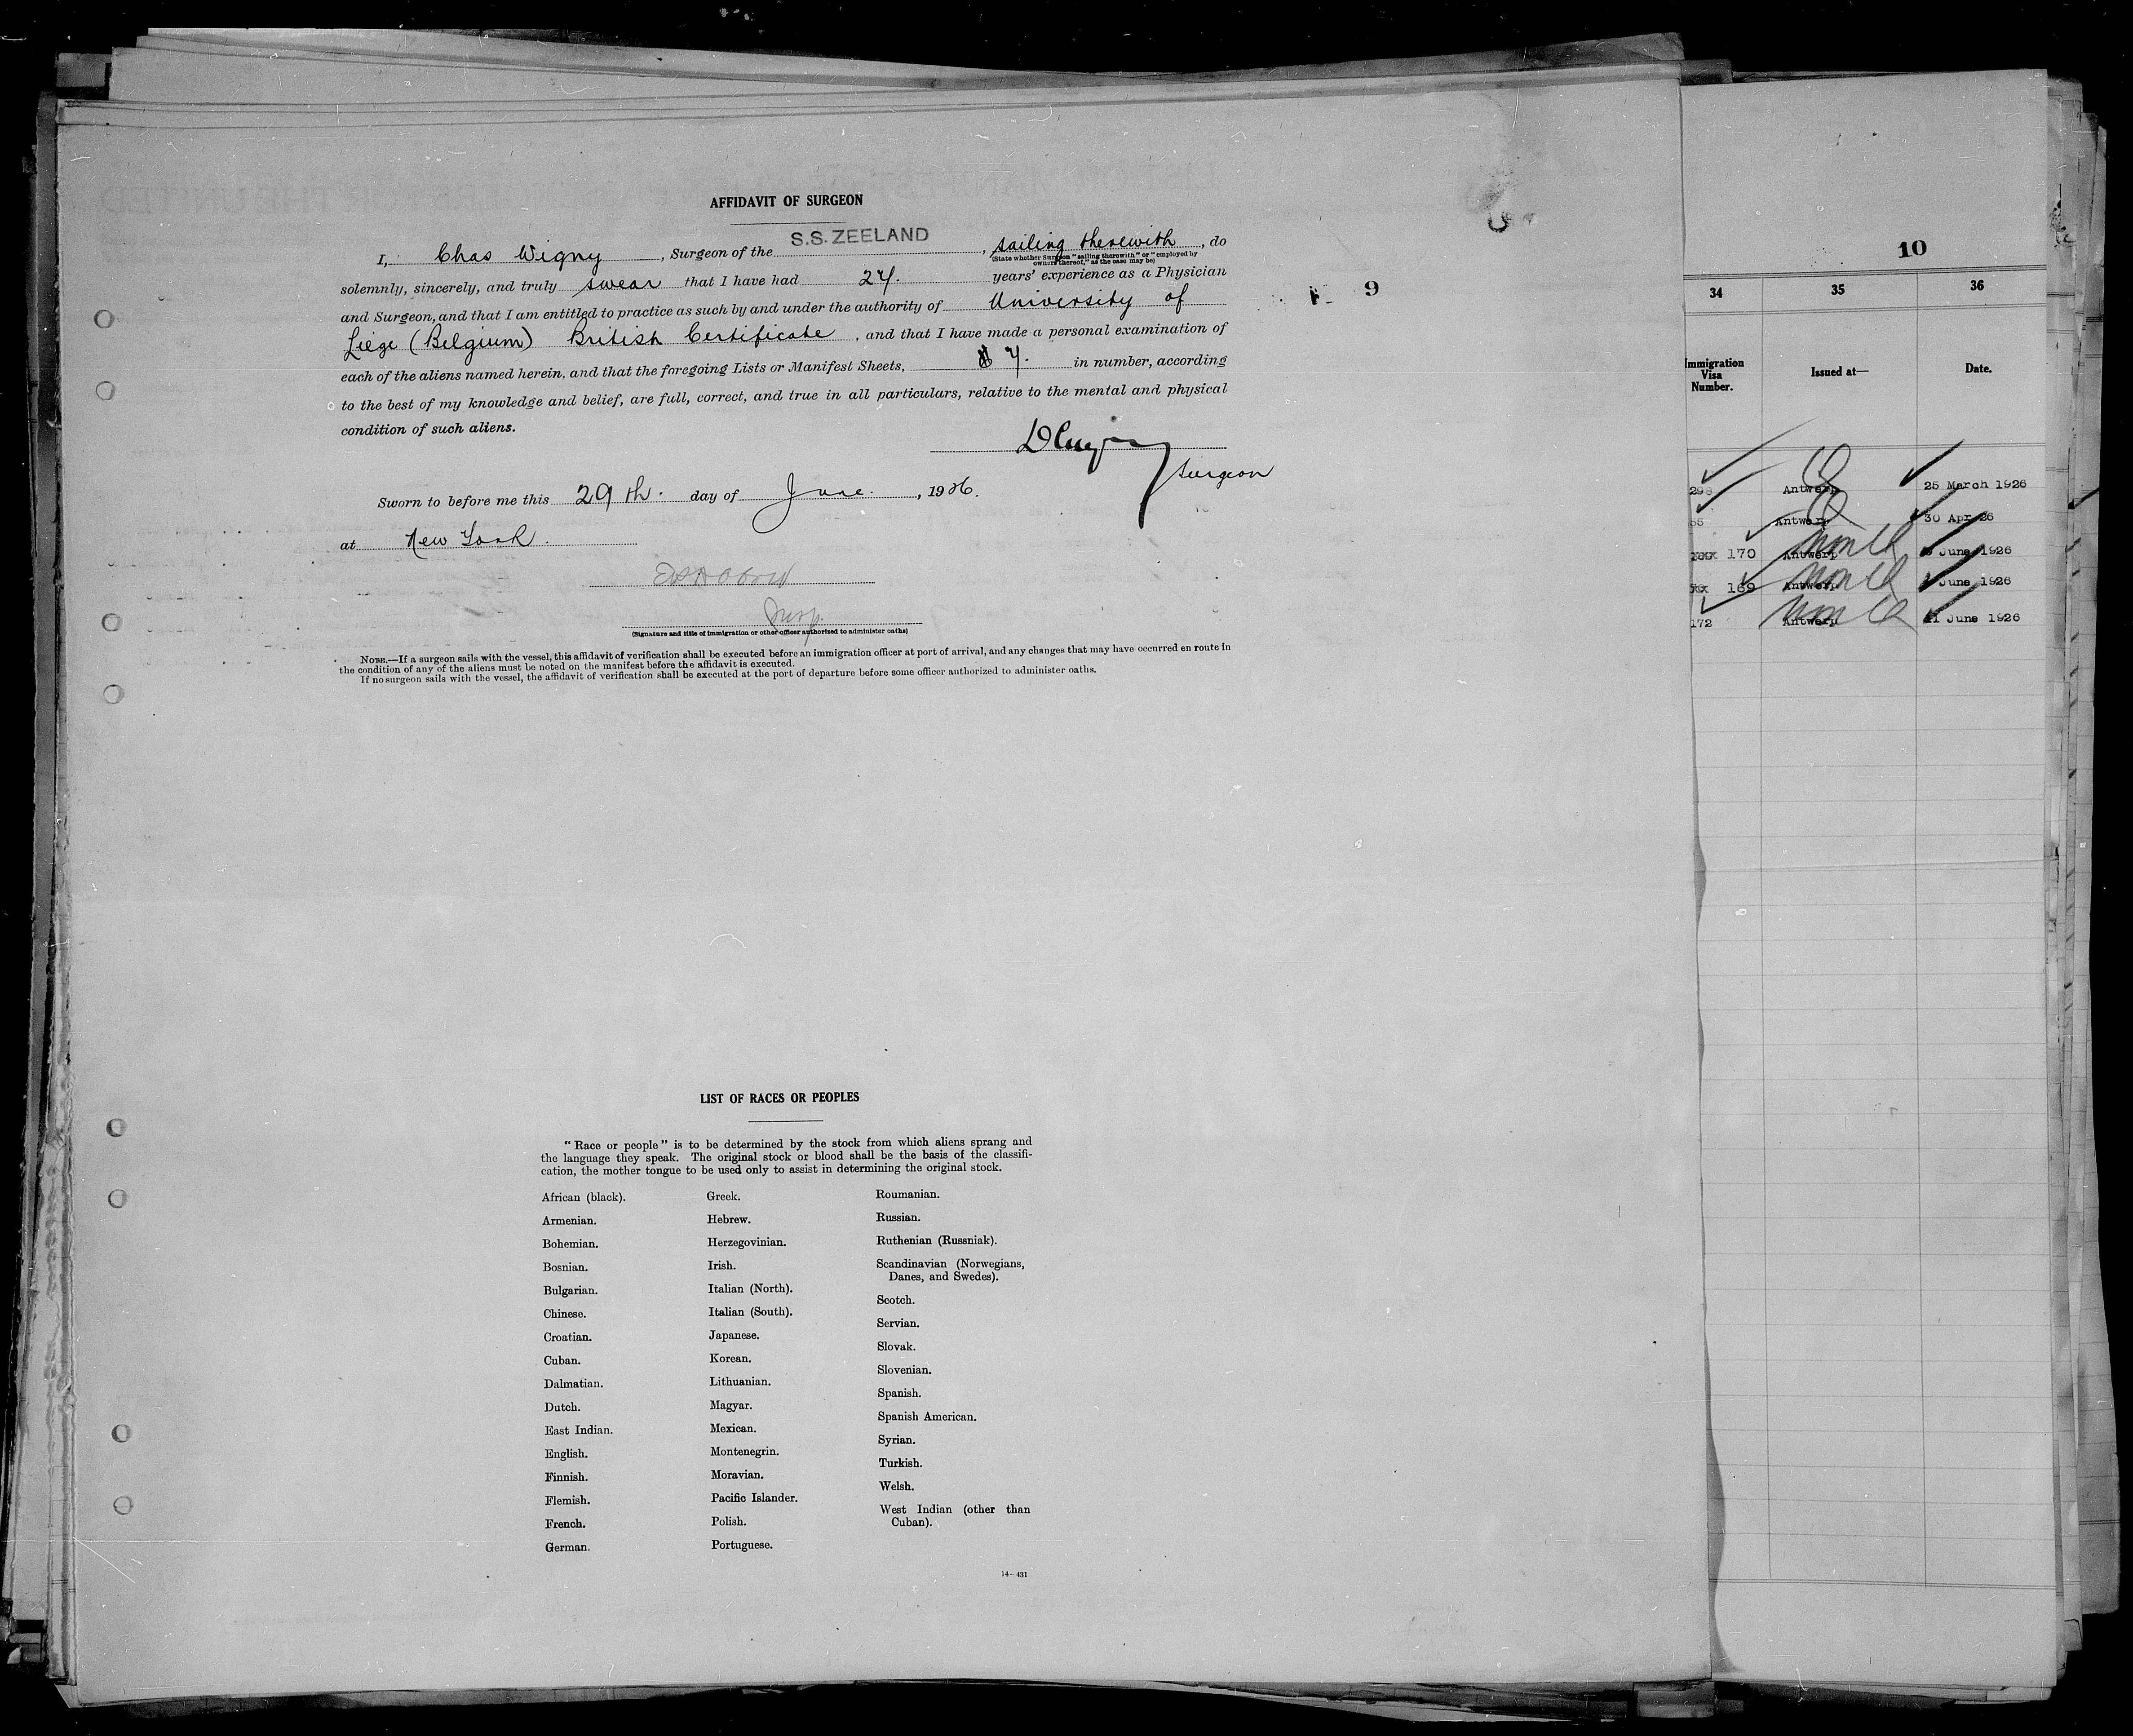 AFFIDAVIT OF SURGEON
I, Chas Wigny, Surgeon of the S.S. ZEELAND, sailing therewith, do
(State whether Surgeon "sailing therewith" or "employed by
owners thereof," as the case may be)
solemnly, sincerely, and truly swear that I have had 27. years' experience as a Physician
and Surgeon, and that I am entitled to practice as such by and under the authority of University of
Liége (Belgium) British Certificate, and that I have made a personal examination of
each of the aliens named herein, and that the foregoing Lists or Manifest Sheets, 7. in number, according
to the best of my knowledge and belief, are full, correct, and true in all particulars, relative to the mental and physical
condition of such aliens.
Surgeon
Sworn to before me this 29th. day of June., 1926.
at New York.
Insp.
(Signature and title of immigration or other officer authorized to administer oaths)
NOTE.—If a surgeon sails with the vessel, this affidavit of verification shall be executed before an immigration officer at port of arrival, and any changes that may have occurred en route in
the condition of any of the aliens must be noted on the manifest before the affidavit is executed.
If no surgeon sails with the vessel, the affidavit of verification shall be executed at the port of departure before some officer authorized to administer oaths.
9
LIST OF RACES OR PEOPLES
"Race or people" is to be determined by the stock from which aliens sprang and
the language they speak. The original stock or blood shall be the basis of the classifi-
cation, the mother tongue to be used only to assist in determining the original stock.
African (black).
Armenian.
Bohemian.
Bosnian.
Bulgarian.
Chinese.
Croatian.
Cuban.
Dalmatian.
Dutch.
East Indian.
English.
Finnish.
Flemish.
French.
German.
Greek.
Hebrew.
Herzegovinian.
Irish.
Italian (North).
Italian (South).
Japanese.
Korean.
Lithuanian.
Magyar.
Mexican.
Montenegrin.
Moravian.
Pacific Islander.
Polish.
Portuguese.
Roumanian.
Russian.
Ruthenian (Russniak).
Scandinavian (Norwegians,
Danes, and Swedes).
Scotch.
Servian.
Slovak.
Slovenian.
Spanish.
Spanish American.
Syrian.
Turkish.
Welsh.
West Indian (other than
Cuban).
14—431
10
34 35 36
Immigration
Visa
Number.
Issued at—
Date.
Antwerp 25 March 1926
Antwerp 30 Apr 26
170 Antwerp June 1926
169 Antwerp June 1926
172 Antwerp 11 June 1926